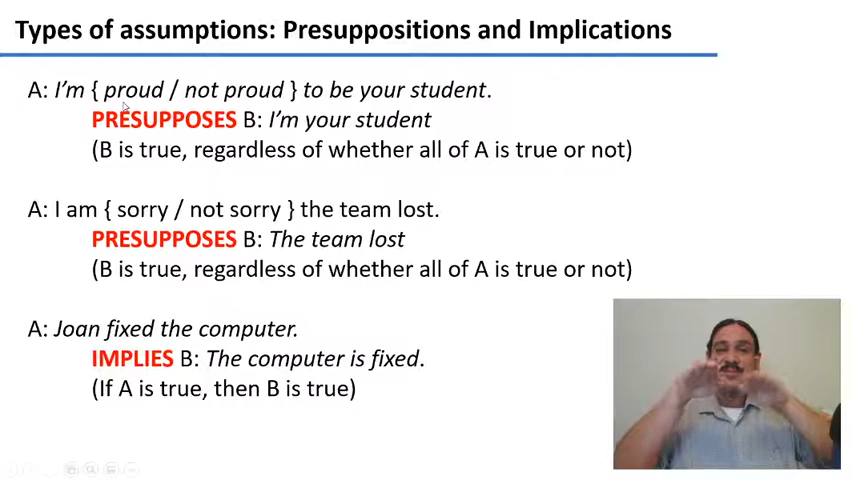 Types of assumptions: Presuppositions and Implications
A: I'm { proud / not proud } to be your student.
PRESUPPOSES B: I'm your student
(B is true, regardless of whether all of A is true or not)
A: I am { sorry / not sorry } the team lost.
PRESUPPOSES B: The team lost
(B is true, regardless of whether all of A is true or not)
A: Joan fixed the computer.
IMPLIES B: The computer is fixed.
(If A is true, then B is true)